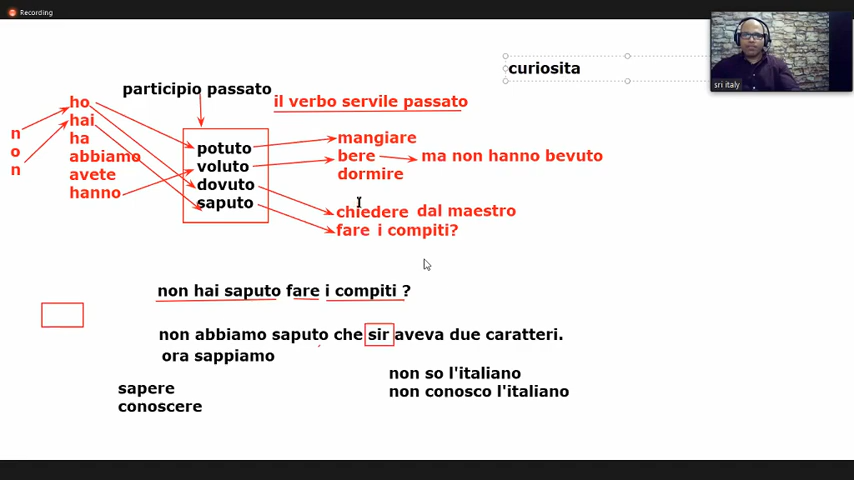 Recording
curiosita
sri italy
participio passato
il verbo servile passato
ho
hai
ha
abbiamo
avete
hanno
n
o
n
potuto
voluto
dovuto
saputo
mangiare
bere
dormire
ma non hanno bevuto
chiedere dal maestro
fare i compiti?
non hai saputo fare i compiti ?
non abbiamo saputo che sir aveva due caratteri.
ora sappiamo
non so l'italiano
non conosco l'italiano
sapere
conoscere